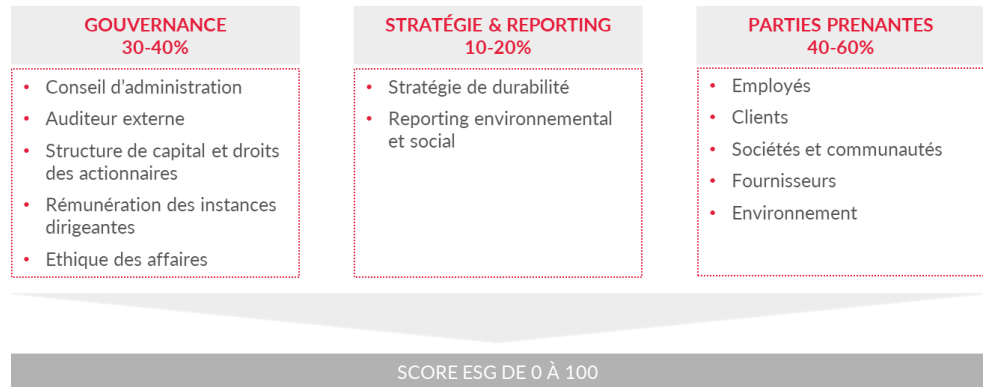 GOUVERNANCE
30-40%
• Conseil d’administration
• Auditeur externe
• Structure de capital et droits
des actionnaires
• Rémunération des instances
dirigeantes
• Ethique des affaires
STRATÉGIE & REPORTING
10-20%
• Stratégie de durabilité
• Reporting environnemental
et social
PARTIES PRENANTES
40-60%
• Employés
• Clients
• Sociétés et communautés
• Fournisseurs
• Environnement
SCORE ESG DE 0 À 100